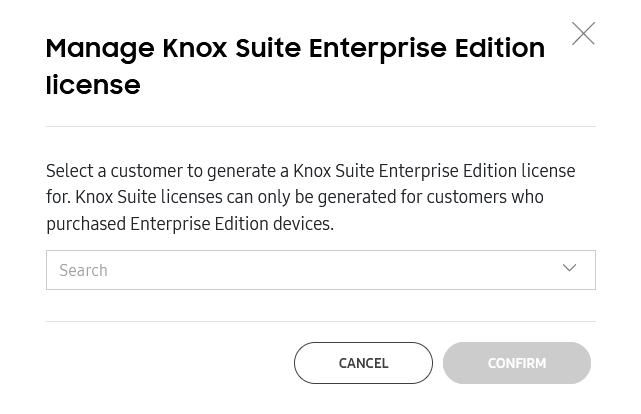 Manage Knox Suite Enterprise Edition
license
Select a customer to generate a Knox Suite Enterprise Edition license
for. Knox Suite licenses can only be generated for customers who
purchased Enterprise Edition devices.
Search
CANCEL
CONFIRM